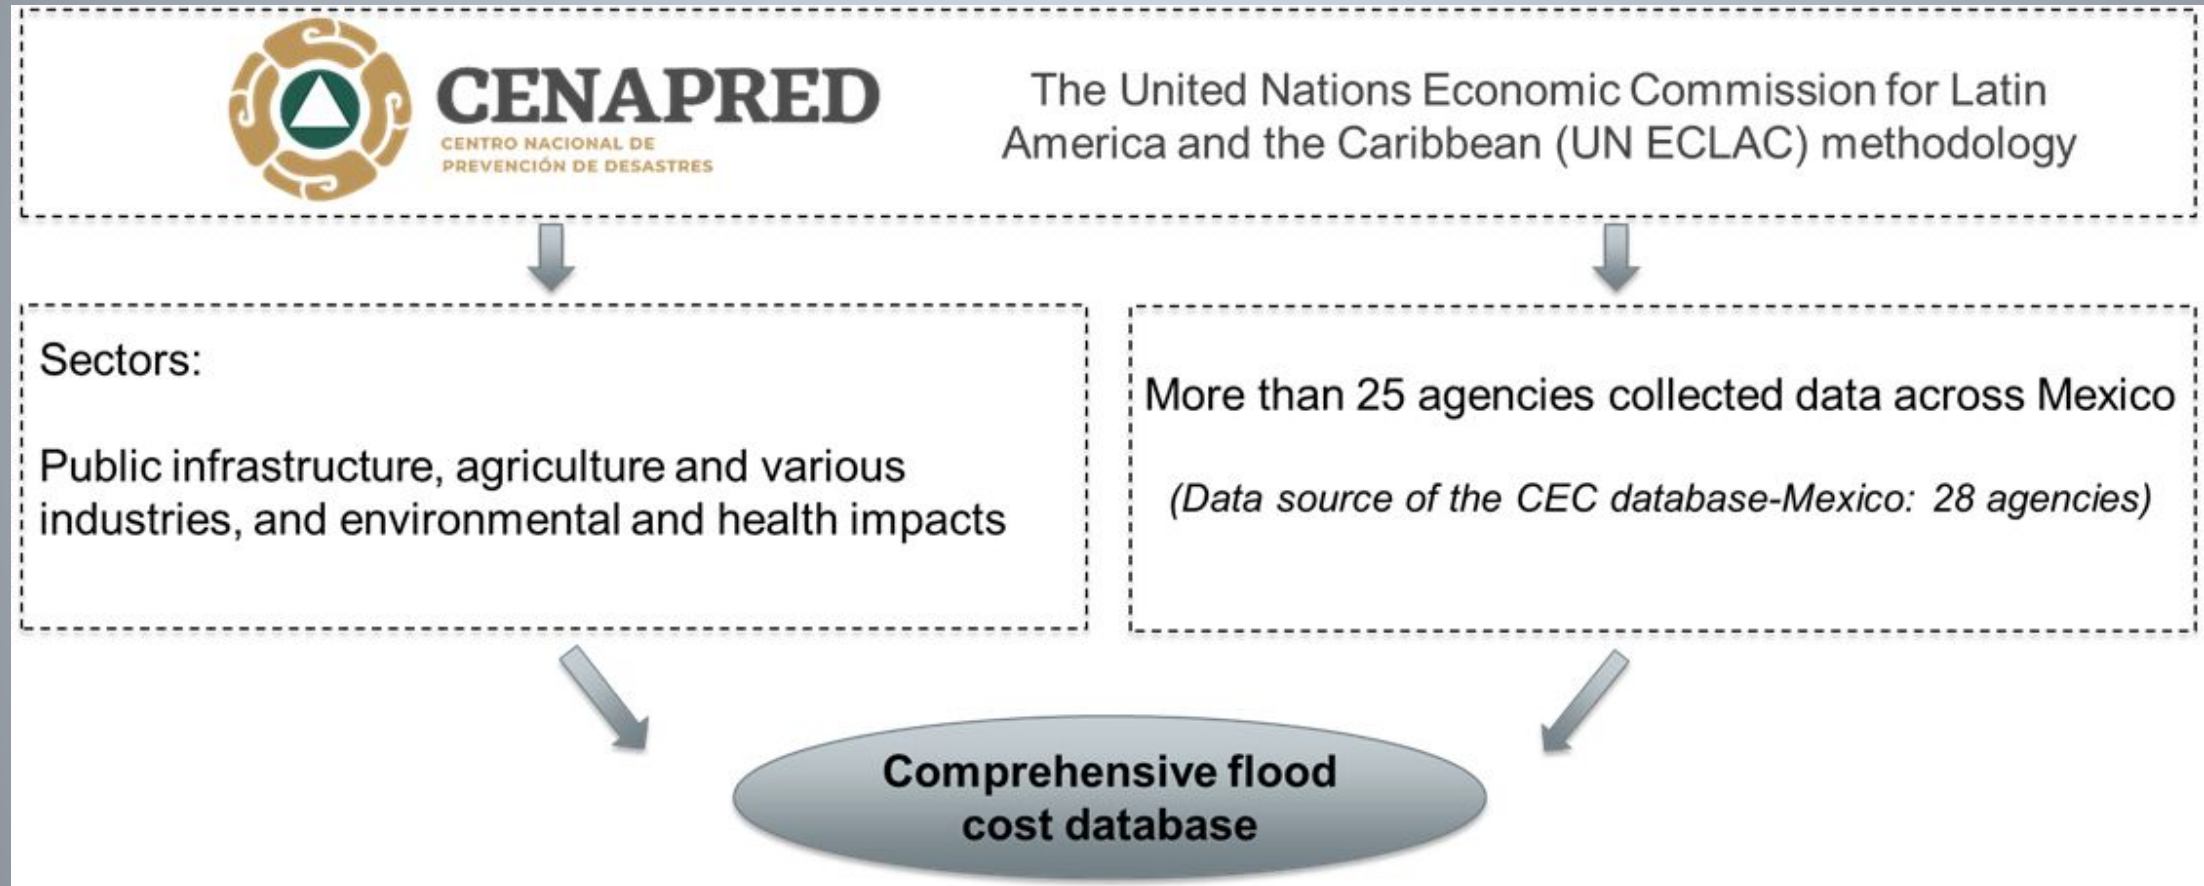 CENAPRED
CENTRO NACIONAL DE
PREVENCIÓN DE DESASTRES
The United Nations Economic Commission for Latin
America and the Caribbean (UN ECLAC) methodology
Sectors:
Public infrastructure, agriculture and various
industries, and environmental and health impacts
More than 25 agencies collected data across Mexico
(Data source of the CEC database-Mexico: 28 agencies)
Comprehensive flood
cost database